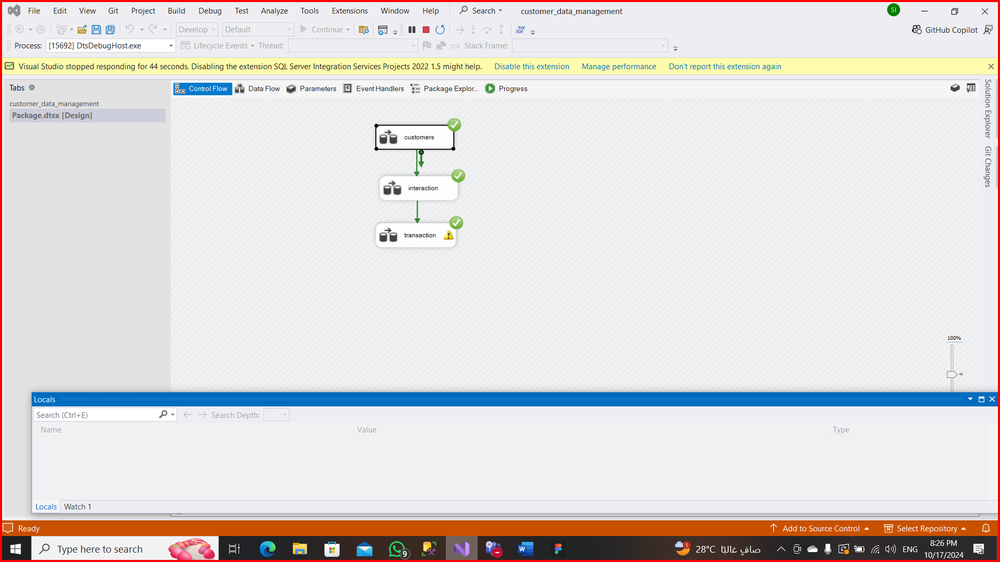 File Edit View Git Project Build Debug Test Analyze Tools Extensions Window Help Search customer_data_management SI
Develop Default Continue GitHub Copilot
Process: [15692] DtsDebugHost.exe Lifecycle Events Thread: Stack Frame:
Visual Studio stopped responding for 44 seconds. Disabling the extension SQL Server Integration Services Projects 2022 1.5 might help. Disable this extension Manage performance Don't report this extension again
Tabs
customer_data_management
Package.dtsx [Design]
Control Flow Data Flow Parameters Event Handlers Package Explor... Progress
Solution Explorer
Git Changes
customers
interaction
transaction
100%
Locals
Search (Ctrl+E) Search Depth:
Name Value Type
Locals Watch 1
Ready Add to Source Control Select Repository
Type here to search 9 1 28°C صافٍ غالبًا ENG 8:26 PM
10/17/2024